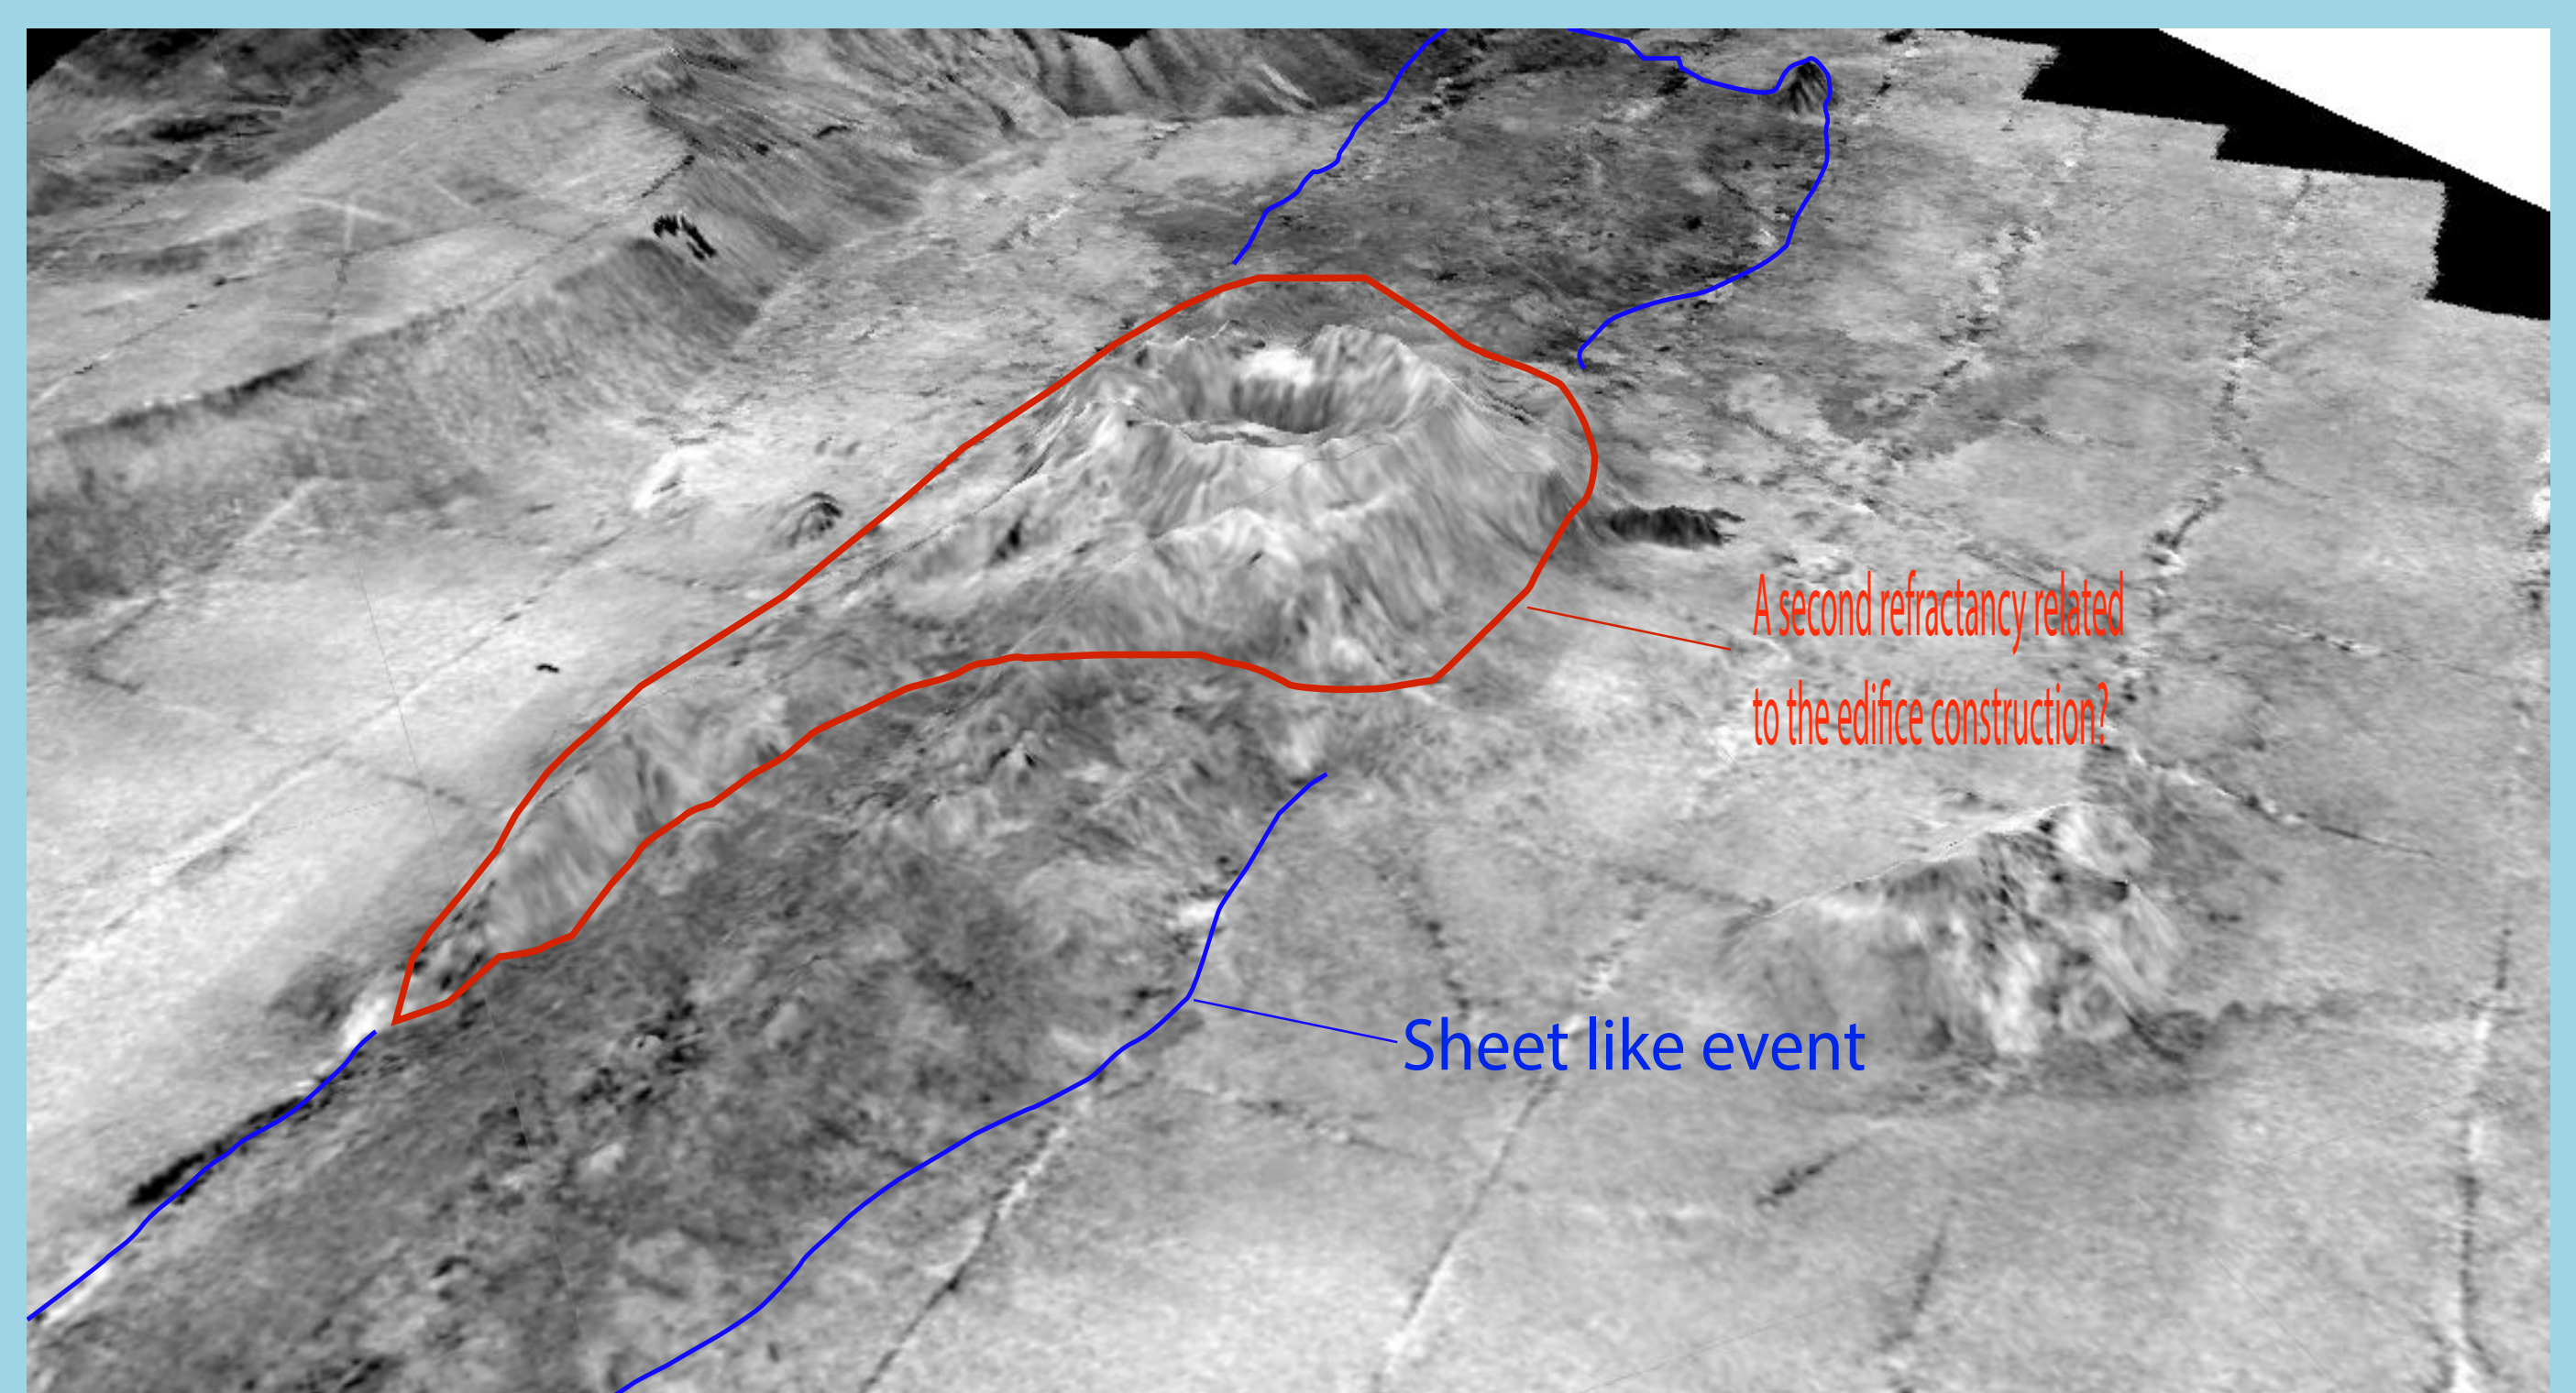 A second refractancy related
to the edifice construction?
Sheet like event